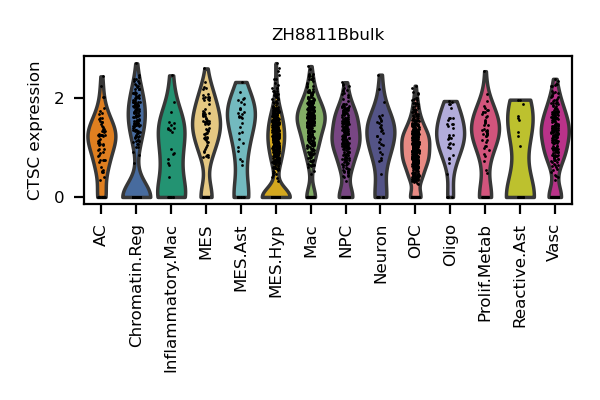 ZH8811Bbulk
CTSC expression
2
0
AC
Chromatin.Reg
Inflammatory.Mac
MES
MES.Ast
MES.Hyp
Mac
NPC
Neuron
OPC
Oligo
Prolif.Metab
Reactive.Ast
Vasc